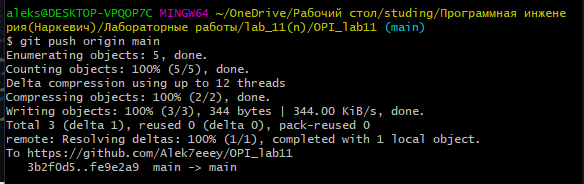 aleks@DESKTOP-VPQOP7C MINGW64 ~/OneDrive/Рабочий стол/studing/Программная инжене
рия(Наркевич)/Лабораторные работы/lab_11(п)/OPI_lab11 (main)
$ git push origin main
Enumerating objects: 5, done.
Counting objects: 100% (5/5), done.
Delta compression using up to 12 threads
Compressing objects: 100% (2/2), done.
Writing objects: 100% (3/3), 344 bytes | 344.00 KiB/s, done.
Total 3 (delta 1), reused 0 (delta 0), pack-reused 0
remote: Resolving deltas: 100% (1/1), completed with 1 local object.
To https://github.com/Alek7eeey/OPI_lab11
   3b2f0d5..fe9e2a9  main -> main